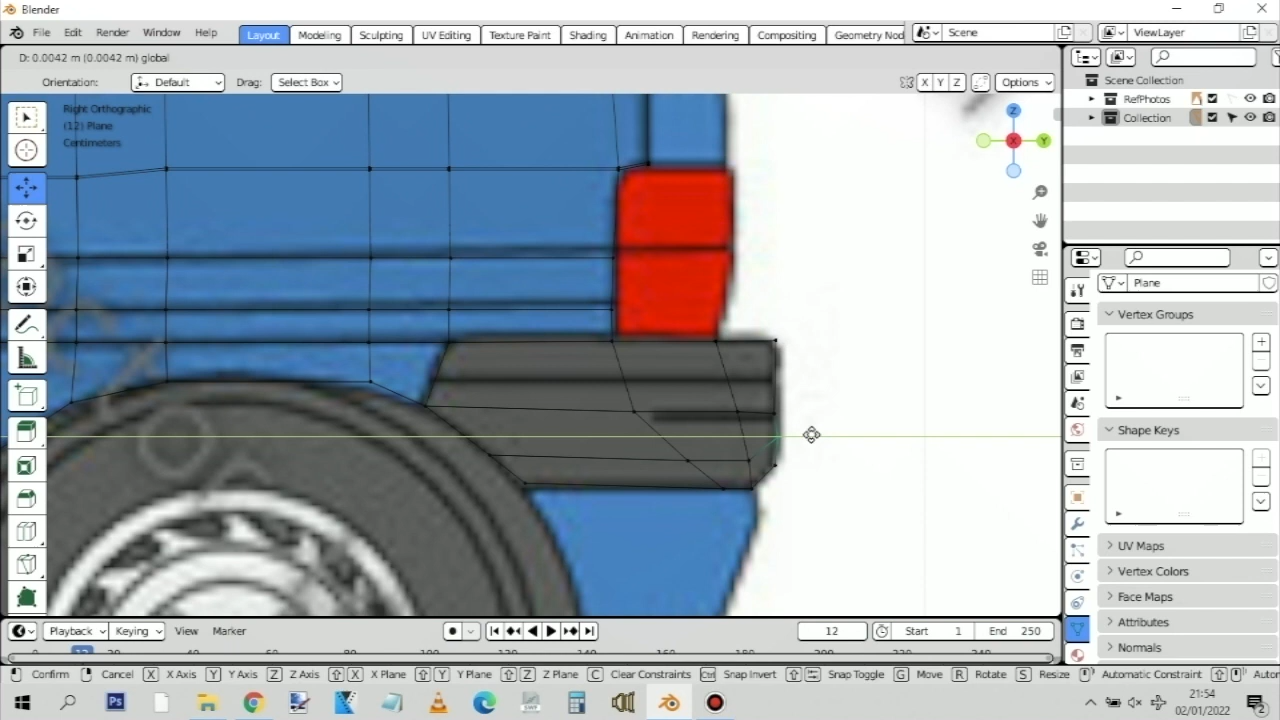 Blender
File Edit Render Window Help Layout Modeling Sculpting UV Editing Texture Paint Shading Animation Rendering Compositing Geometry Nod Scene ViewLayer
D: 0.0042 m (0.0042 m) global
Orientation: Default Drag: Select Box X Y Z Options
Scene Collection
RefPhotos
Collection
Right Orthographic
(12) Plane
Centimeters
Z
X
Y
Plane
Vertex Groups
Shape Keys
UV Maps
Vertex Colors
Face Maps
Attributes
Normals
Playback Keying View Marker 12 Start 1 End 250
Confirm Cancel X X Axis Y Y Axis Z Z Axis X X Plane Y Y Plane Z Z Plane C Clear Constraints Ctrl Snap Invert Snap Toggle G Move R Rotate S Resize Automatic Constraint Autor
Ps
21:54
02/01/2022
2